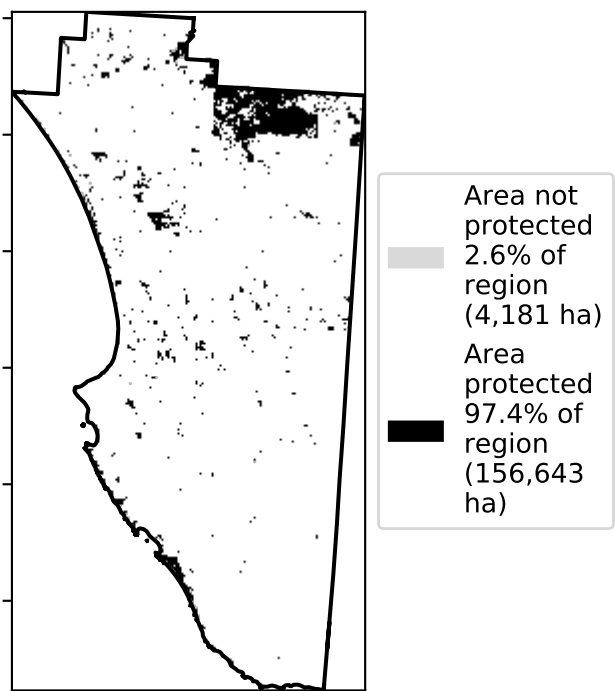 Area not
protected
2.6% of
region
(4,181 ha)
Area
protected
97.4% of
region
(156,643
ha)